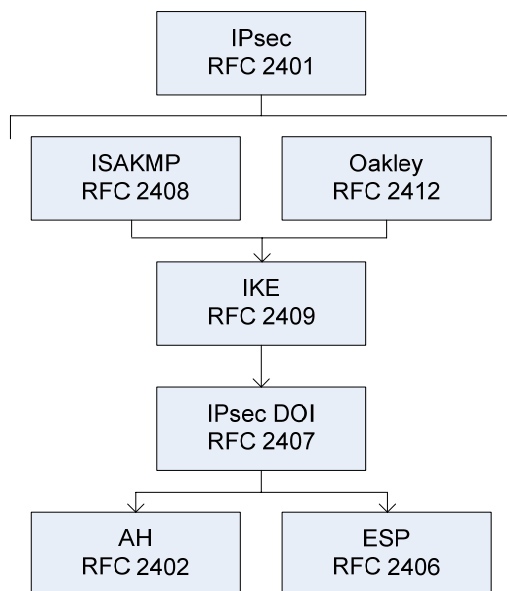 IPsec
RFC 2401
ISAKMP
RFC 2408
Oakley
RFC 2412
IKE
RFC 2409
IPsec DOI
RFC 2407
AH
RFC 2402
ESP
RFC 2406